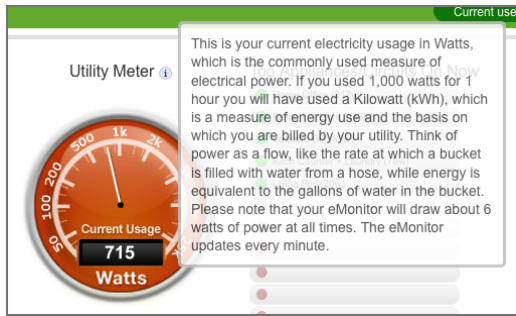 Current use
Utility Meter i
Top Appliances/Circuits On Now
This is your current electricity usage in Watts,
which is the commonly used measure of
electrical power. If you used 1,000 watts for 1
hour you will have used a Kilowatt (kWh), which
is a measure of energy use and the basis on
which you are billed by your utility. Think of
power as a flow, like the rate at which a bucket
is filled with water from a hose, while energy is
equivalent to the gallons of water in the bucket.
Please note that your eMonitor will draw about 6
watts of power at all times. The eMonitor
updates every minute.
50
100
200
500
1k
2k
Current Usage
715
Watts